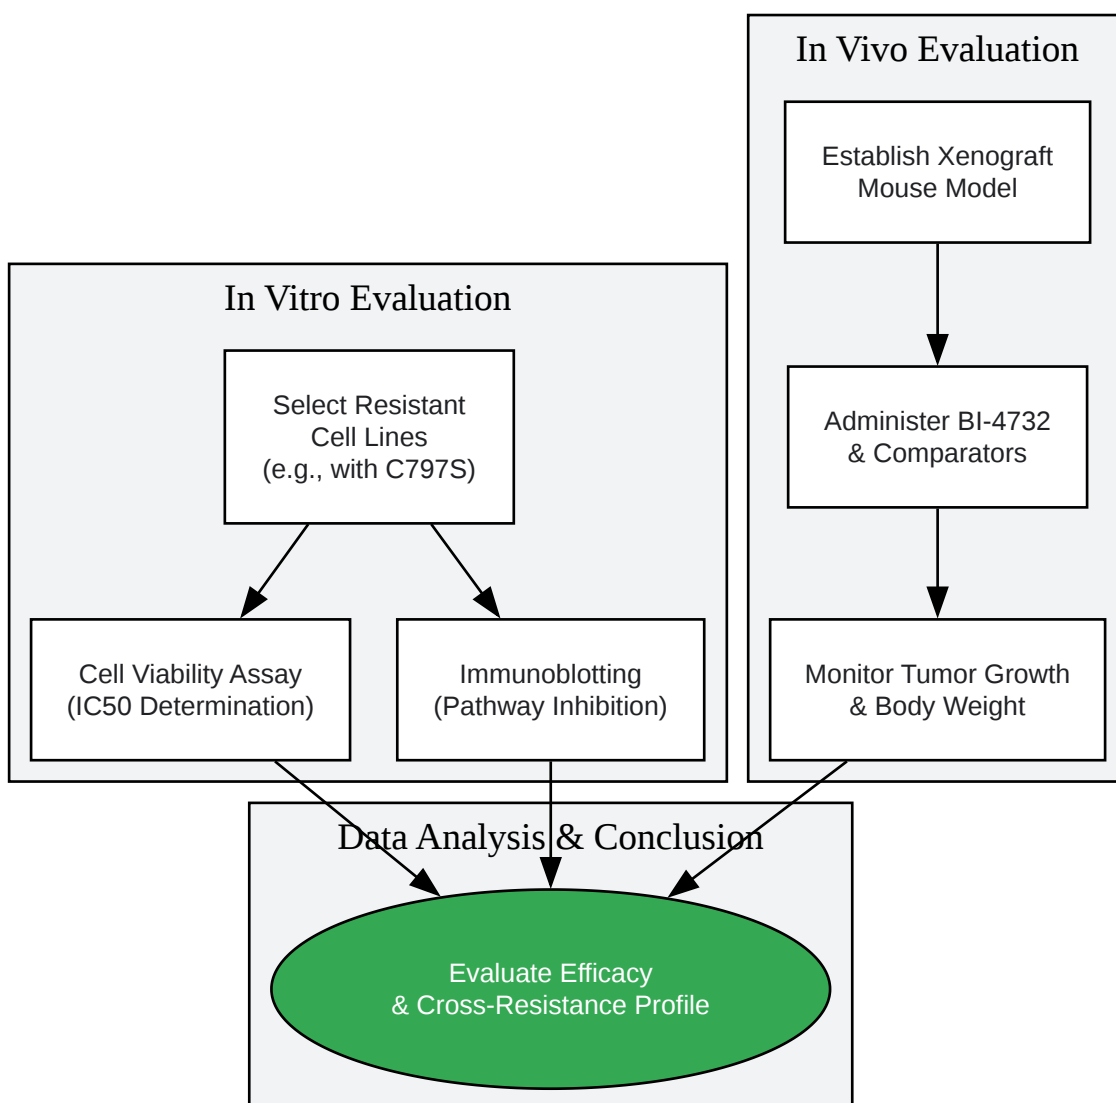 In Vivo Evaluation
Establish Xenograft
Mouse Model
Administer BI-4732
& Comparators
Monitor Tumor Growth
& Body Weight
In Vitro Evaluation
Select Resistant
Cell Lines
(e.g., with C797S)
Cell Viability Assay
(IC50 Determination)
Immunoblotting
(Pathway Inhibition)
Data Analysis & Conclusion
Evaluate Efficacy
& Cross-Resistance Profile